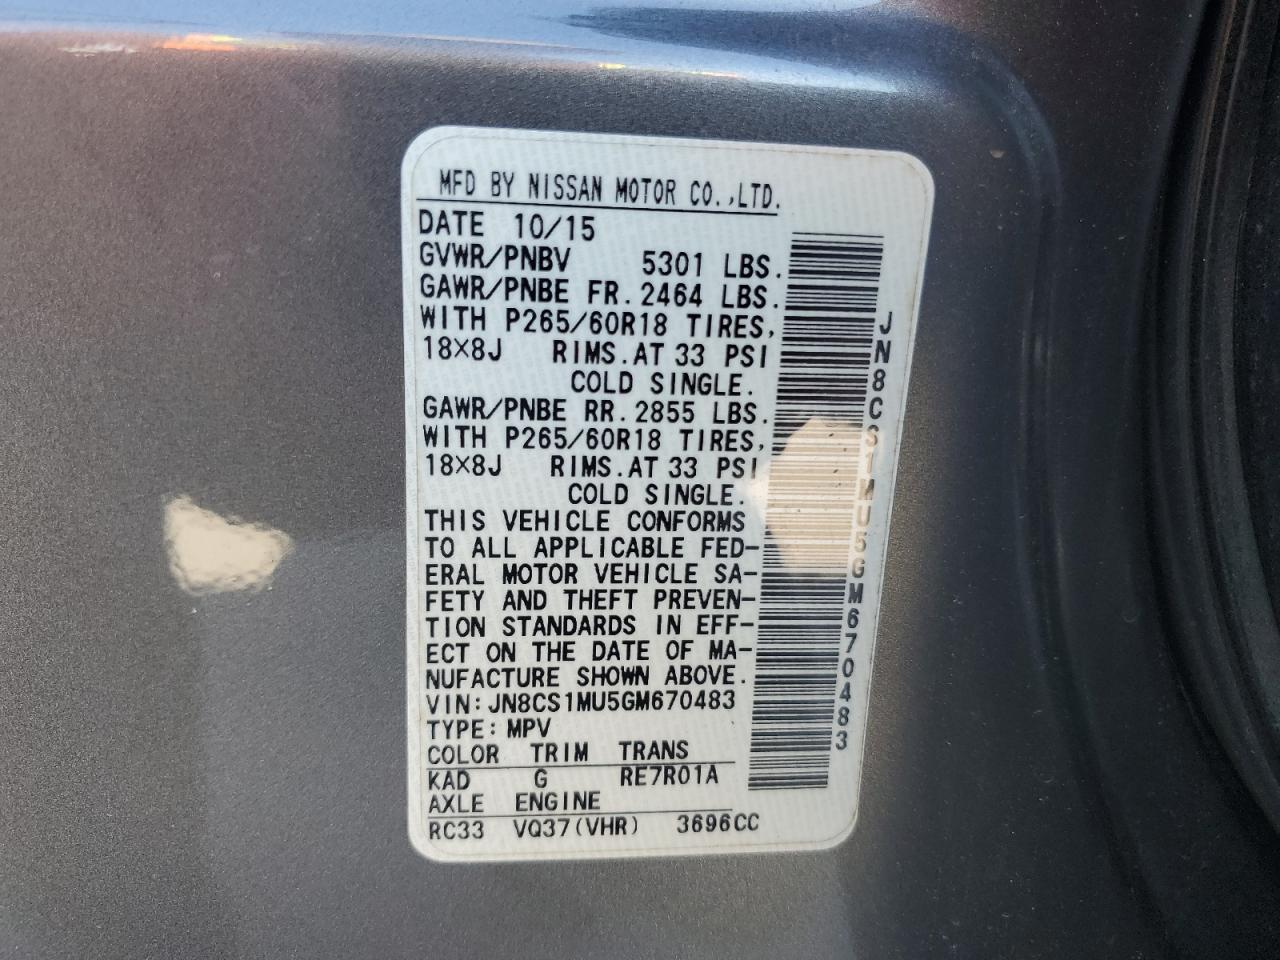 MFD BY NISSAN MOTOR CO.,LTD.
DATE 10/15
GVWR/PNBV 5301 LBS.
GAWR/PNBE FR.2464 LBS.
WITH P265/60R18 TIRES,
18×8J RIMS.AT 33 PSI
COLD SINGLE.
GAWR/PNBE RR.2855 LBS.
WITH P265/60R18 TIRES,
18×8J RIMS.AT 33 PSI
COLD SINGLE.
THIS VEHICLE CONFORMS
TO ALL APPLICABLE FED-
ERAL MOTOR VEHICLE SA-
FETY AND THEFT PREVEN-
TION STANDARDS IN EFF-
ECT ON THE DATE OF MA-
NUFACTURE SHOWN ABOVE.
VIN:JN8CS1MU5GM670483
TYPE:MPV
COLOR TRIM TRANS
KAD G RE7R01A
AXLE ENGINE
RC33 VQ37(VHR) 3696CC
JN8CS1MU5GM670483